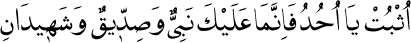 اُثْبُتْ يَا اُحُدُ فَاِنَّمَا عَلَيْكَ نَبِىٌّ وَصِدّ۪يقٌ وَشَه۪يدَانِ